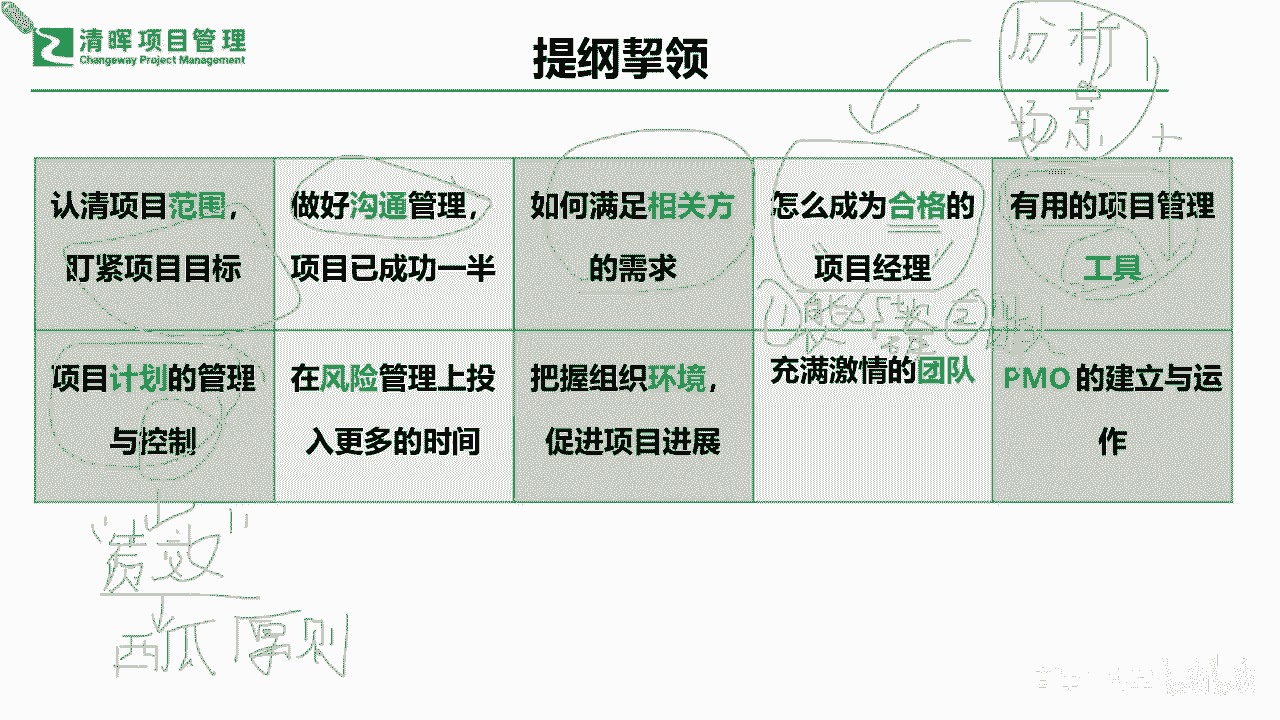 清晖项目管理
Changeway Project Management
提纲挈领
分析
场景 +
认清项目范围，
盯紧项目目标
做好沟通管理，
项目已成功一半
如何满足相关方
的需求
怎么成为合格的
项目经理
有用的项目管理
工具
①能 ②团队
项目计划的管理
与控制
在风险管理上投
入更多的时间
把握组织环境，
促进项目进展
充满激情的团队
PMO 的建立与运
作
"绩效"
西瓜原则